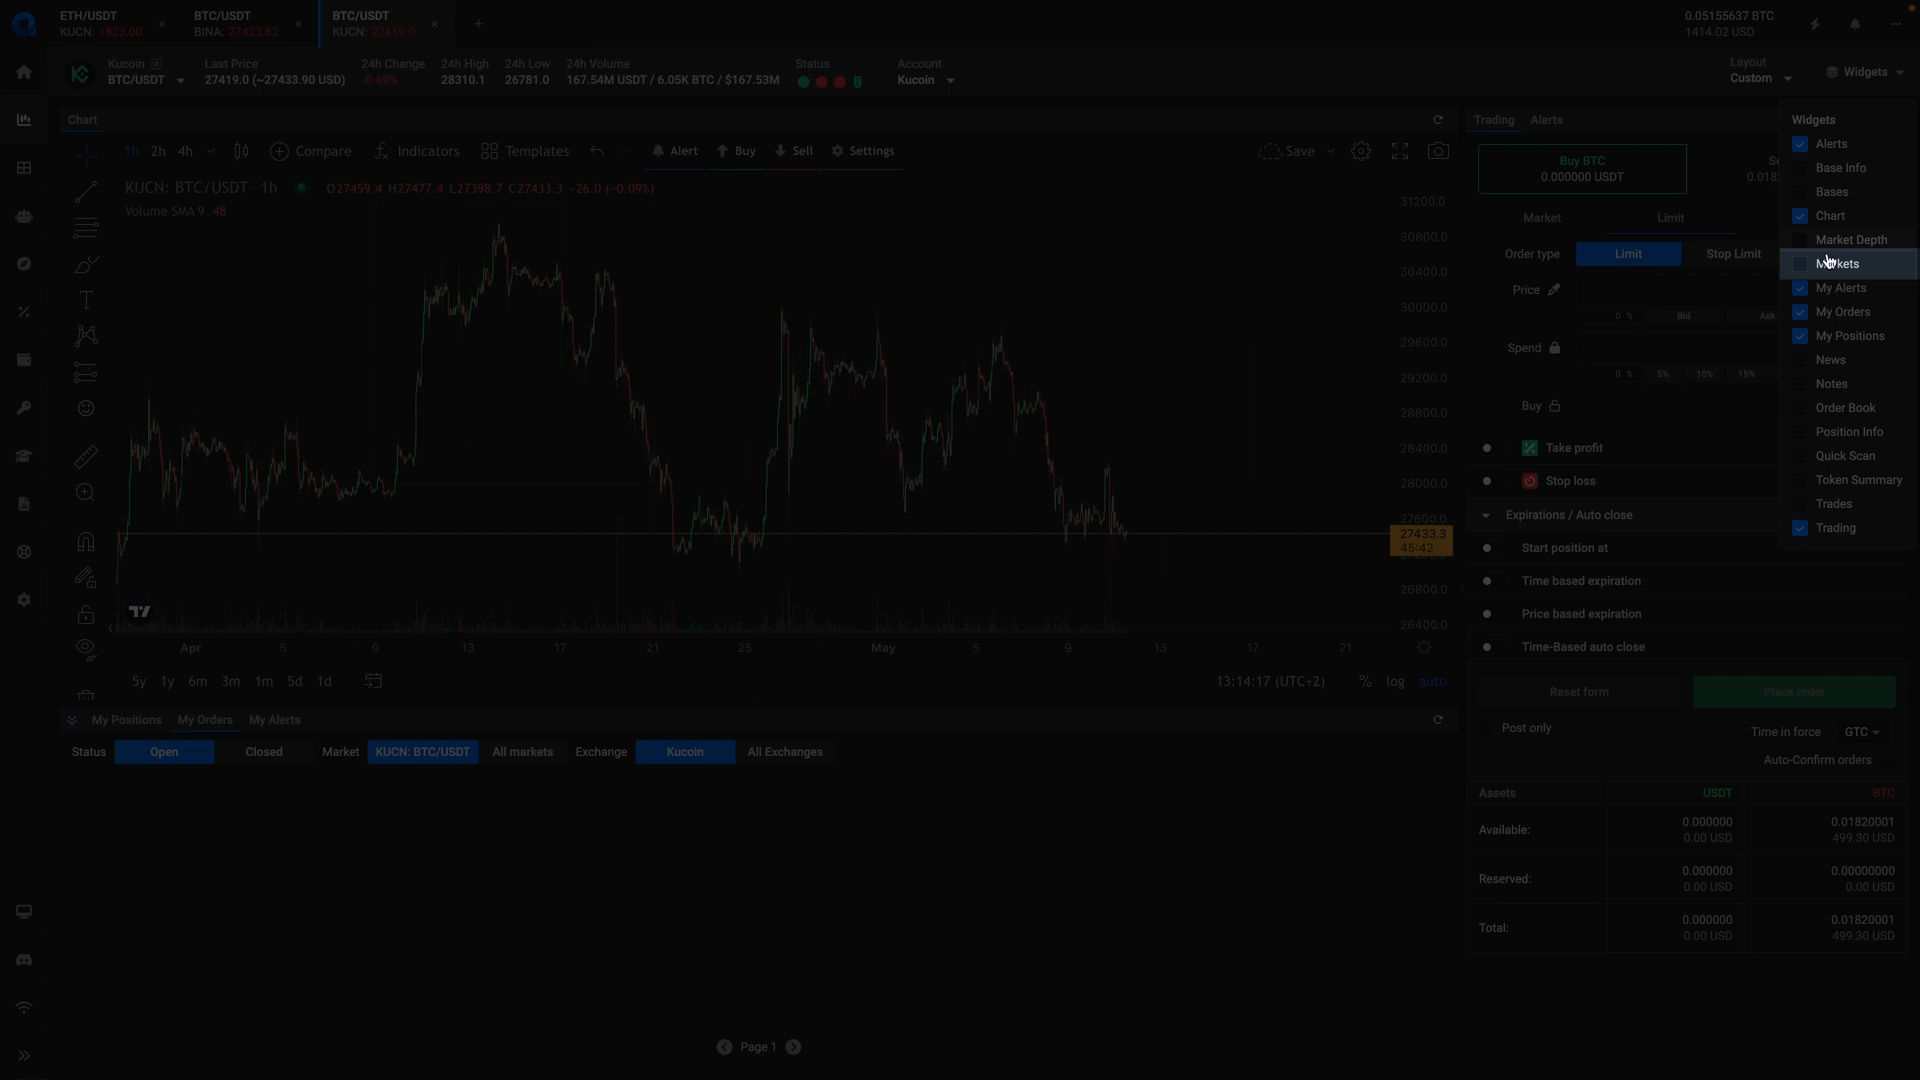 ETH/USDT
KUCN: 1823.00
BTC/USDT
BINA: 27423.82
BTC/USDT
KUCN: 27419.0
0.05155637 BTC
1414.02 USD
Kucoin
BTC/USDT
Last Price
27419.0 (~27433.90 USD)
24h Change
-0.69%
24h High
28310.1
24h Low
26781.0
24h Volume
167.54M USDT / 6.05K BTC / $167.53M
Status
Account
Kucoin
Layout
Custom
Widgets
Chart
1h 2h 4h
Compare
Indicators
Templates
Alert
Buy
Sell
Settings
Save
KUCN: BTC/USDT · 1h
O27459.4 H27477.4 L27398.7 C27433.3 -26.0 (-0.09%)
Volume SMA 9 48
31200.0
30800.0
30400.0
30000.0
29600.0
29200.0
28800.0
28400.0
28000.0
27600.0
27433.3
45:42
26800.0
26400.0
Apr 5 9 13 17 21 25 May 5 9 13 17 21
5y 1y 6m 3m 1m 5d 1d
13:14:17 (UTC+2)
% log auto
Trading Alerts
Buy BTC
0.000000 USDT
Market Limit
Order type Limit Stop Limit
Price
0 % Bid Ask
Spend
0 % 5% 10% 15%
Buy
Take profit
Stop loss
Expirations / Auto close
Start position at
Time based expiration
Price based expiration
Time-Based auto close
Reset form Place order
Post only
Time in force GTC
Auto-Confirm orders
Assets USDT BTC
Available: 0.000000 0.01820001
0.00 USD 499.30 USD
Reserved: 0.000000 0.00000000
0.00 USD 0.00 USD
Total: 0.000000 0.01820001
0.00 USD 499.30 USD
Widgets
Alerts
Base Info
Bases
Chart
Market Depth
Markets
My Alerts
My Orders
My Positions
News
Notes
Order Book
Position Info
Quick Scan
Token Summary
Trades
Trading
My Positions My Orders My Alerts
Status Open Closed Market KUCN: BTC/USDT All markets Exchange Kucoin All Exchanges
Page 1